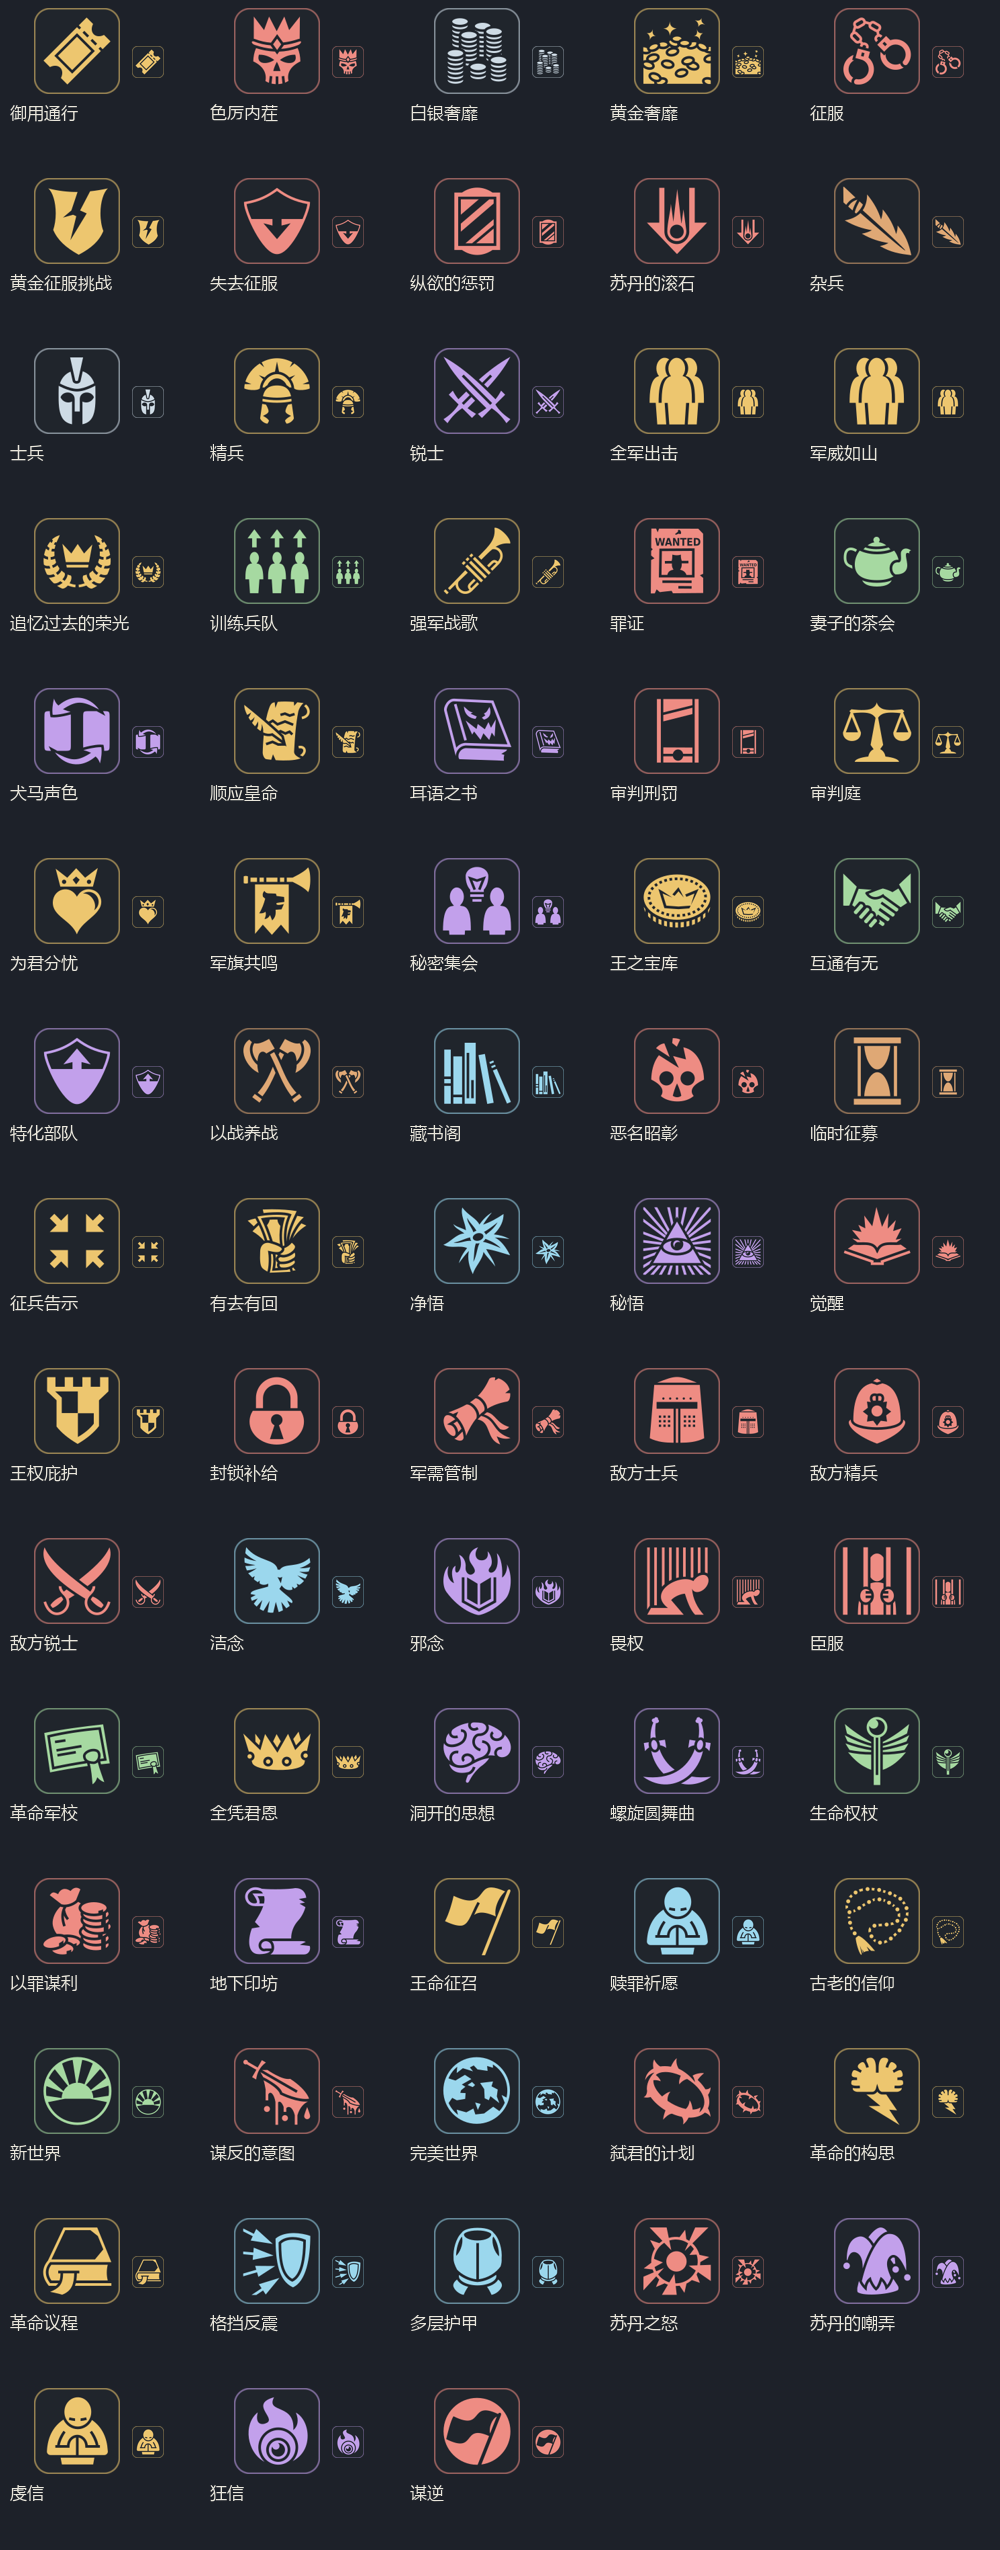 御用通行 色厉内茬 白银奢靡 黄金奢靡 征服
黄金征服挑战 失去征服 纵欲的惩罚 苏丹的滚石 杂兵
士兵 精兵 锐士 全军出击 军威如山
WANTED
追忆过去的荣光 训练兵队 强军战歌 罪证 妻子的茶会
犬马声色 顺应皇命 耳语之书 审判刑罚 审判庭
为君分忧 军旗共鸣 秘密集会 王之宝库 互通有无
特化部队 以战养战 藏书阁 恶名昭彰 临时征募
征兵告示 有去有回 净悟 秘悟 觉醒
王权庇护 封锁补给 军需管制 敌方士兵 敌方精兵
敌方锐士 洁念 邪念 畏权 臣服
革命军校 全凭君恩 洞开的思想 螺旋圆舞曲 生命权杖
以罪谋利 地下印坊 王命征召 赎罪祈愿 古老的信仰
新世界 谋反的意图 完美世界 弑君的计划 革命的构思
革命议程 格挡反震 多层护甲 苏丹之怒 苏丹的嘲弄
虔信 狂信 谋逆